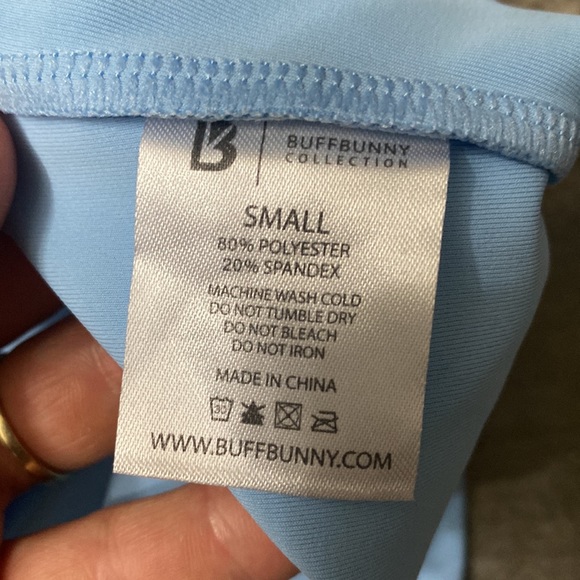 B
BUFFBUNNY
COLLECTION
SMALL
80% POLYESTER
20% SPANDEX
MACHINE WASH COLD
DO NOT TUMBLE DRY
DO NOT BLEACH
DO NOT IRON
MADE IN CHINA
30
WWW.BUFFBUNNY.COM